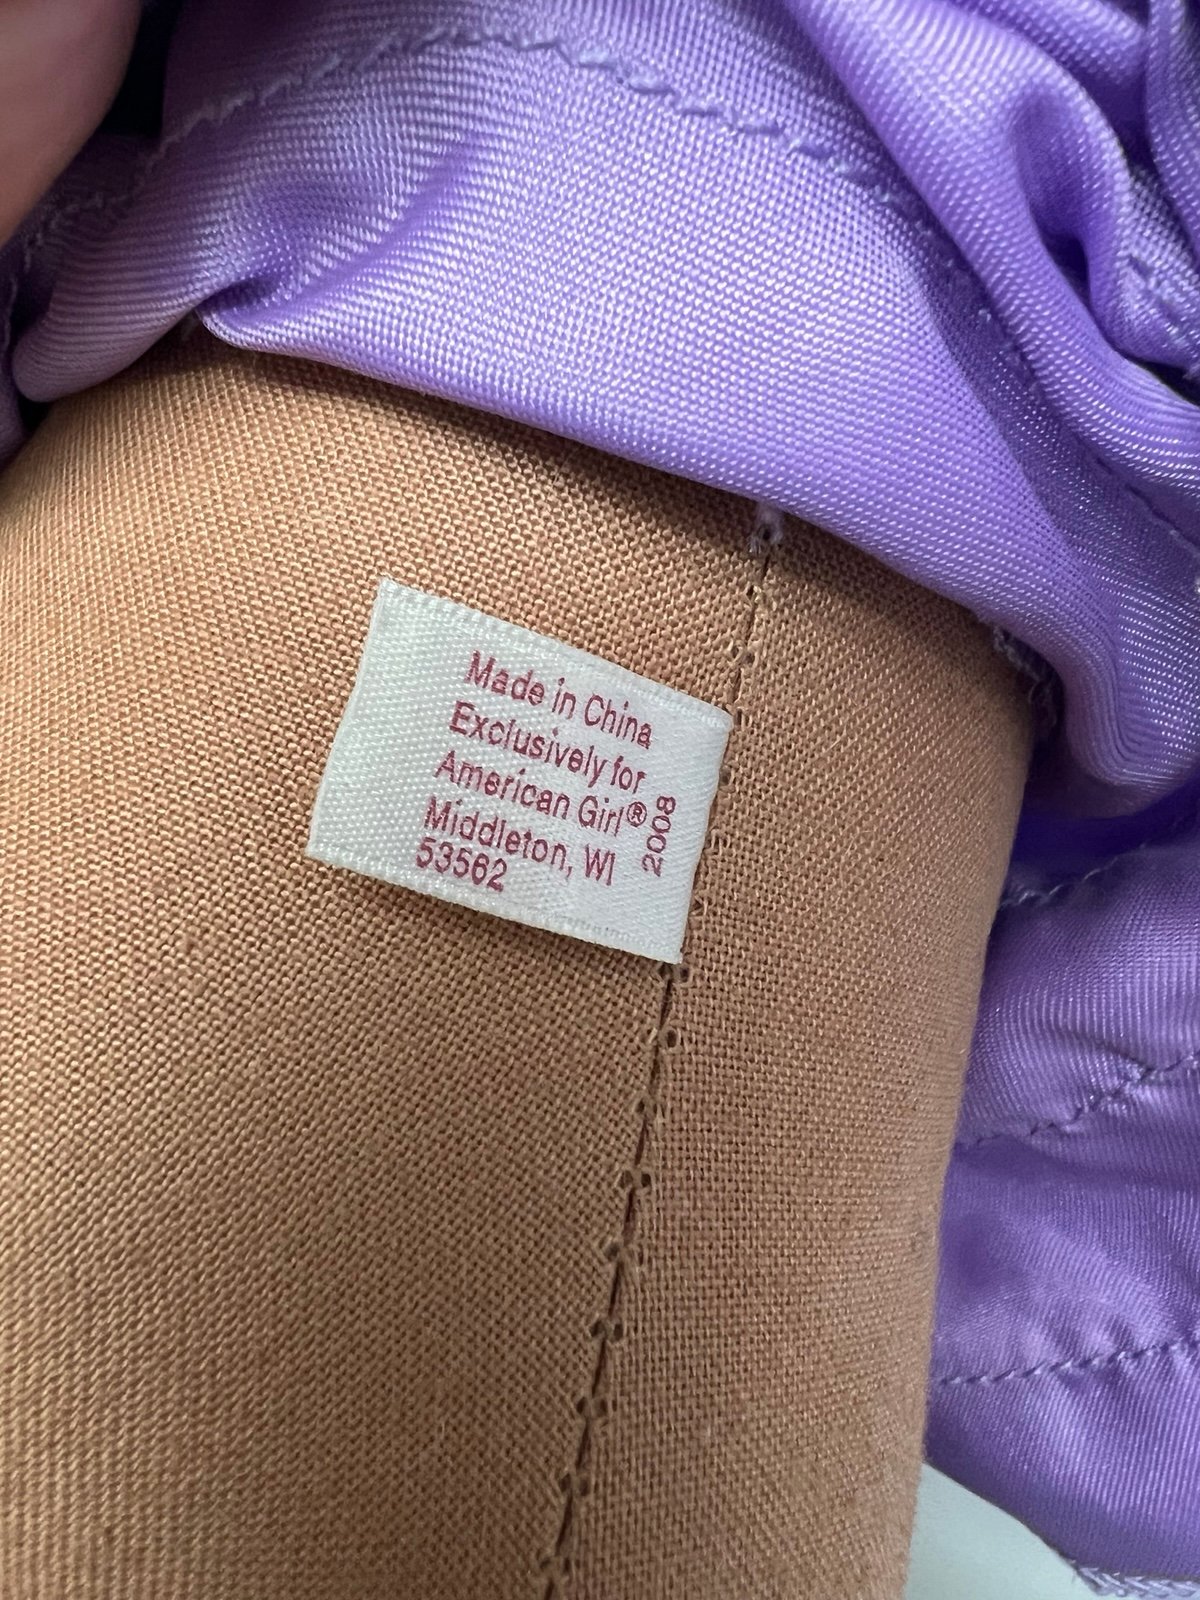 Made in China
Exclusively for
American Girl®
Middleton, WI
53562
2008